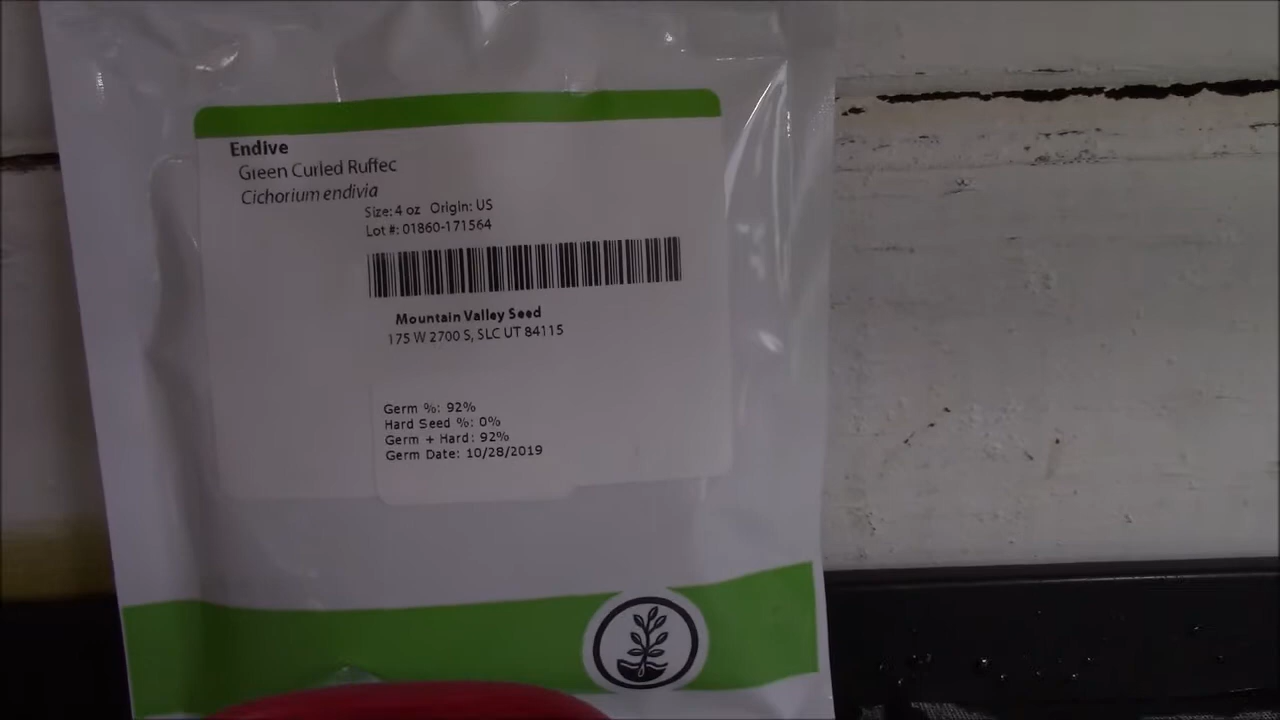 Endive
Green Curled Ruffec
Cichorium endivia
Size: 4 oz Origin: US
Lot #: 01860-171564
Mountain Valley Seed
175 W 2700 S, SLC UT 84115
Germ %: 92%
Hard Seed %: 0%
Germ + Hard: 92%
Germ Date: 10/28/2019